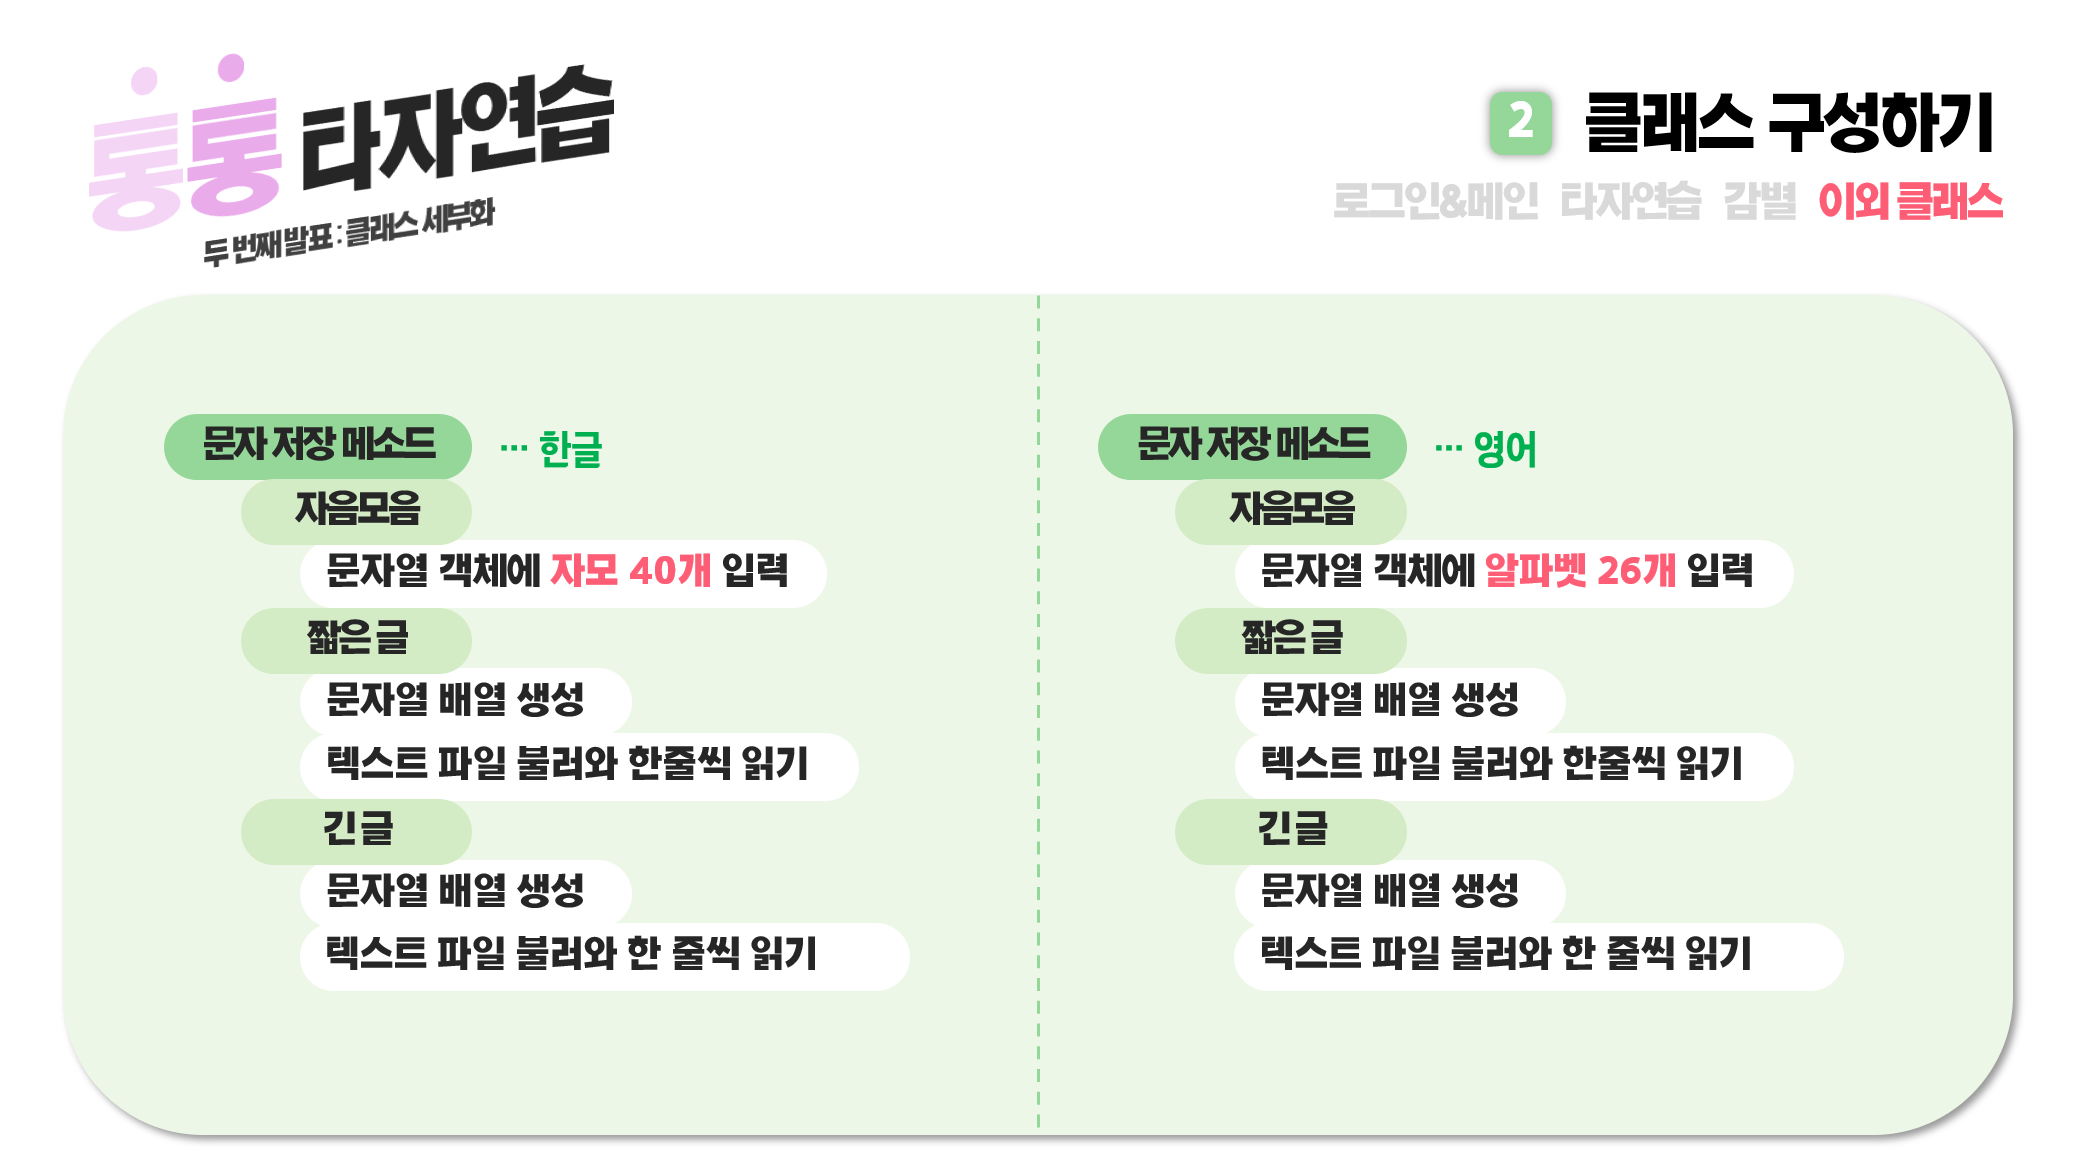 통통 타자연습
두 번째 발표 : 클래스 세부화
2 클래스 구성하기
로그인&메인 타자연습 감별 이외 클래스
문자 저장 메소드 ··· 한글
자음모음
문자열 객체에 자모 40개 입력
짧은 글
문자열 배열 생성
텍스트 파일 불러와 한줄씩 읽기
긴 글
문자열 배열 생성
텍스트 파일 불러와 한 줄씩 읽기
문자 저장 메소드 ··· 영어
자음모음
문자열 객체에 알파벳 26개 입력
짧은 글
문자열 배열 생성
텍스트 파일 불러와 한줄씩 읽기
긴 글
문자열 배열 생성
텍스트 파일 불러와 한 줄씩 읽기